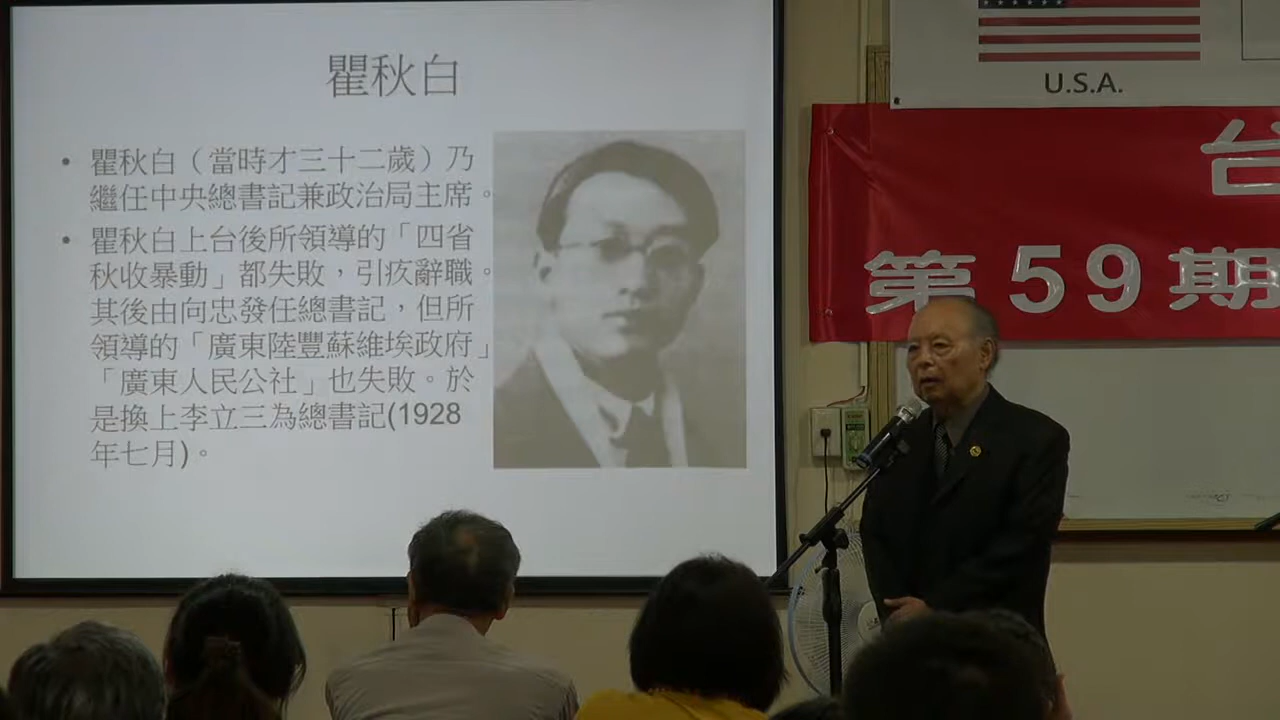 瞿秋白
• 瞿秋白（當時才三十二歲）乃
繼任中央總書記兼政治局主席。
• 瞿秋白上台後所領導的「四省
秋收暴動」都失敗，引疚辭職。
其後由向忠發任總書記，但所
領導的「廣東陸豐蘇維埃政府」
「廣東人民公社」也失敗。於
是換上李立三為總書記(1928
年七月)。
U.S.A.
台
第59期